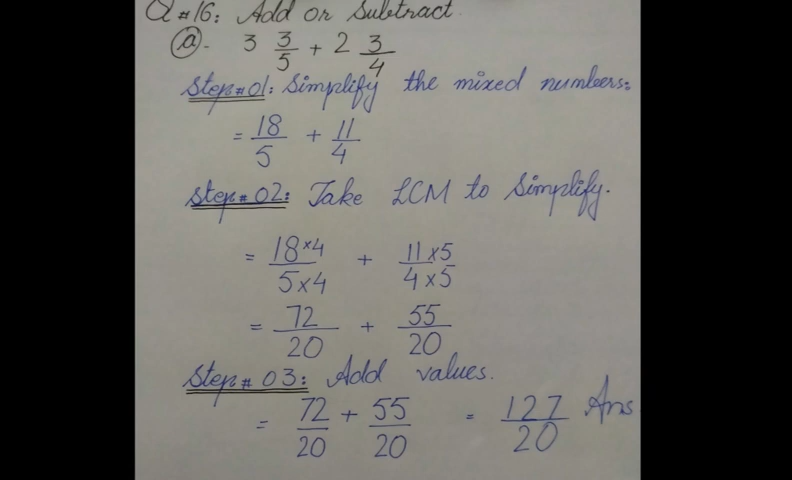 Q#16: Add or Subtract.
(a). 3 3/5 + 2 3/4
Step#01: Simplify the mixed numbers:
= 18/5 + 11/4
Step#02: Take LCM to Simplify.
= 18×4/5×4 + 11×5/4×5
= 72/20 + 55/20
Step#03: Add values.
= 72/20 + 55/20 = 127/20 Ans